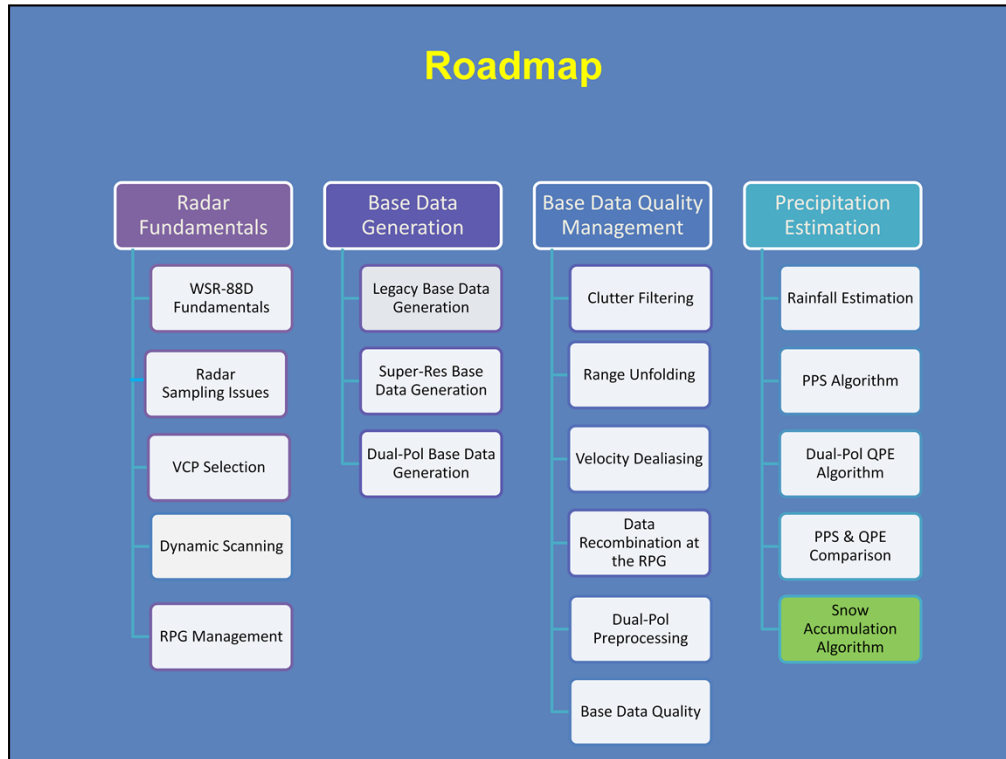 Roadmap
Radar
Fundamentals
WSR-88D
Fundamentals
Radar
Sampling Issues
VCP Selection
Dynamic Scanning
RPG Management
Base Data
Generation
Legacy Base Data
Generation
Super-Res Base
Data Generation
Dual-Pol Base Data
Generation
Base Data Quality
Management
Clutter Filtering
Range Unfolding
Velocity Dealiasing
Data
Recombination at
the RPG
Dual-Pol
Preprocessing
Base Data Quality
Precipitation
Estimation
Rainfall Estimation
PPS Algorithm
Dual-Pol QPE
Algorithm
PPS & QPE
Comparison
Snow
Accumulation
Algorithm